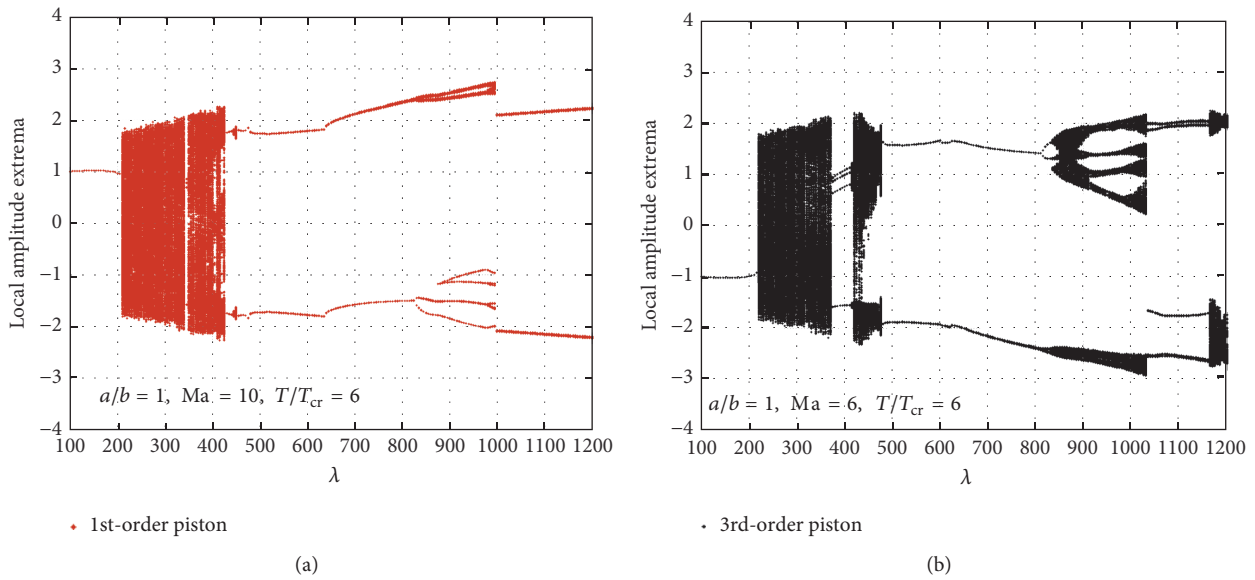 4
3
2
1
0
−1
−2
−3
−4
Local amplitude extrema
a/b = 1, Ma = 10, T/Tcr = 6
100 200 300 400 500 600 700 800 900 1000 1100 1200
λ
1st-order piston
(a)
4
3
2
1
0
−1
−2
−3
−4
Local amplitude extrema
a/b = 1, Ma = 6, T/Tcr = 6
100 200 300 400 500 600 700 800 900 1000 1100 1200
λ
3rd-order piston
(b)